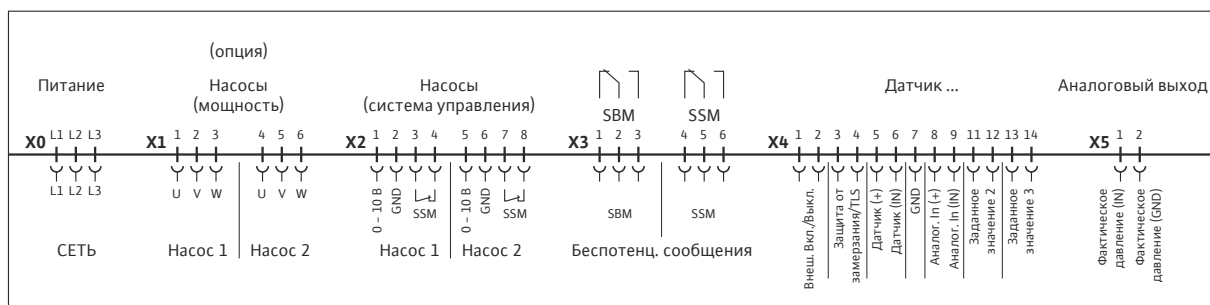 (опция)
Питание
Насосы
(мощность)
Насосы
(система управления)
SBM
SSM
Датчик ...
Аналоговый выход
X0 L1 L2 L3
X1 1 2 3 4 5 6
X2 1 2 3 4 5 6 7 8
X3 1 2 3 4 5 6
X4 1 2 3 4 5 6 7 8 9 11 12 13 14
X5 1 2
L1 L2 L3
U V W
U V W
0 – 10 В
GND
SSM
0 – 10 В
GND
SSM
SBM
SSM
Внеш. Вкл./Выкл.
Защита от
замерзания/TLS
Датчик (+)
Датчик (IN)
GND
Аналог. In (+)
Аналог. In (IN)
Заданное
значение 2
Заданное
значение 3
Фактическое
давление (IN)
Фактическое
давление (GND)
СЕТЬ
Насос 1
Насос 2
Насос 1
Насос 2
Беспотенц. сообщения